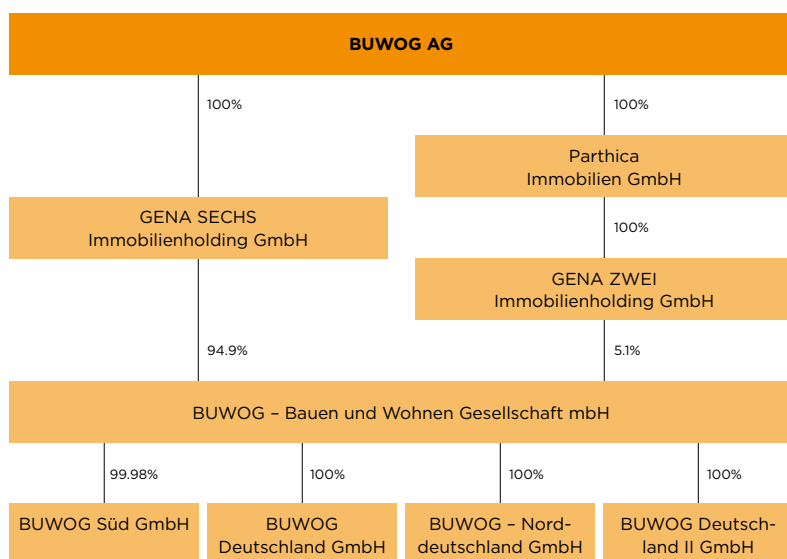 BUWOG AG
100%
100%
Parthica
Immobilien GmbH
GENA SECHS
Immobilienholding GmbH
100%
GENA ZWEI
Immobilienholding GmbH
94.9%
5.1%
BUWOG – Bauen und Wohnen Gesellschaft mbH
99.98%
100%
100%
100%
BUWOG Süd GmbH
BUWOG
Deutschland GmbH
BUWOG – Nord-
deutschland GmbH
BUWOG Deutsch-
land II GmbH